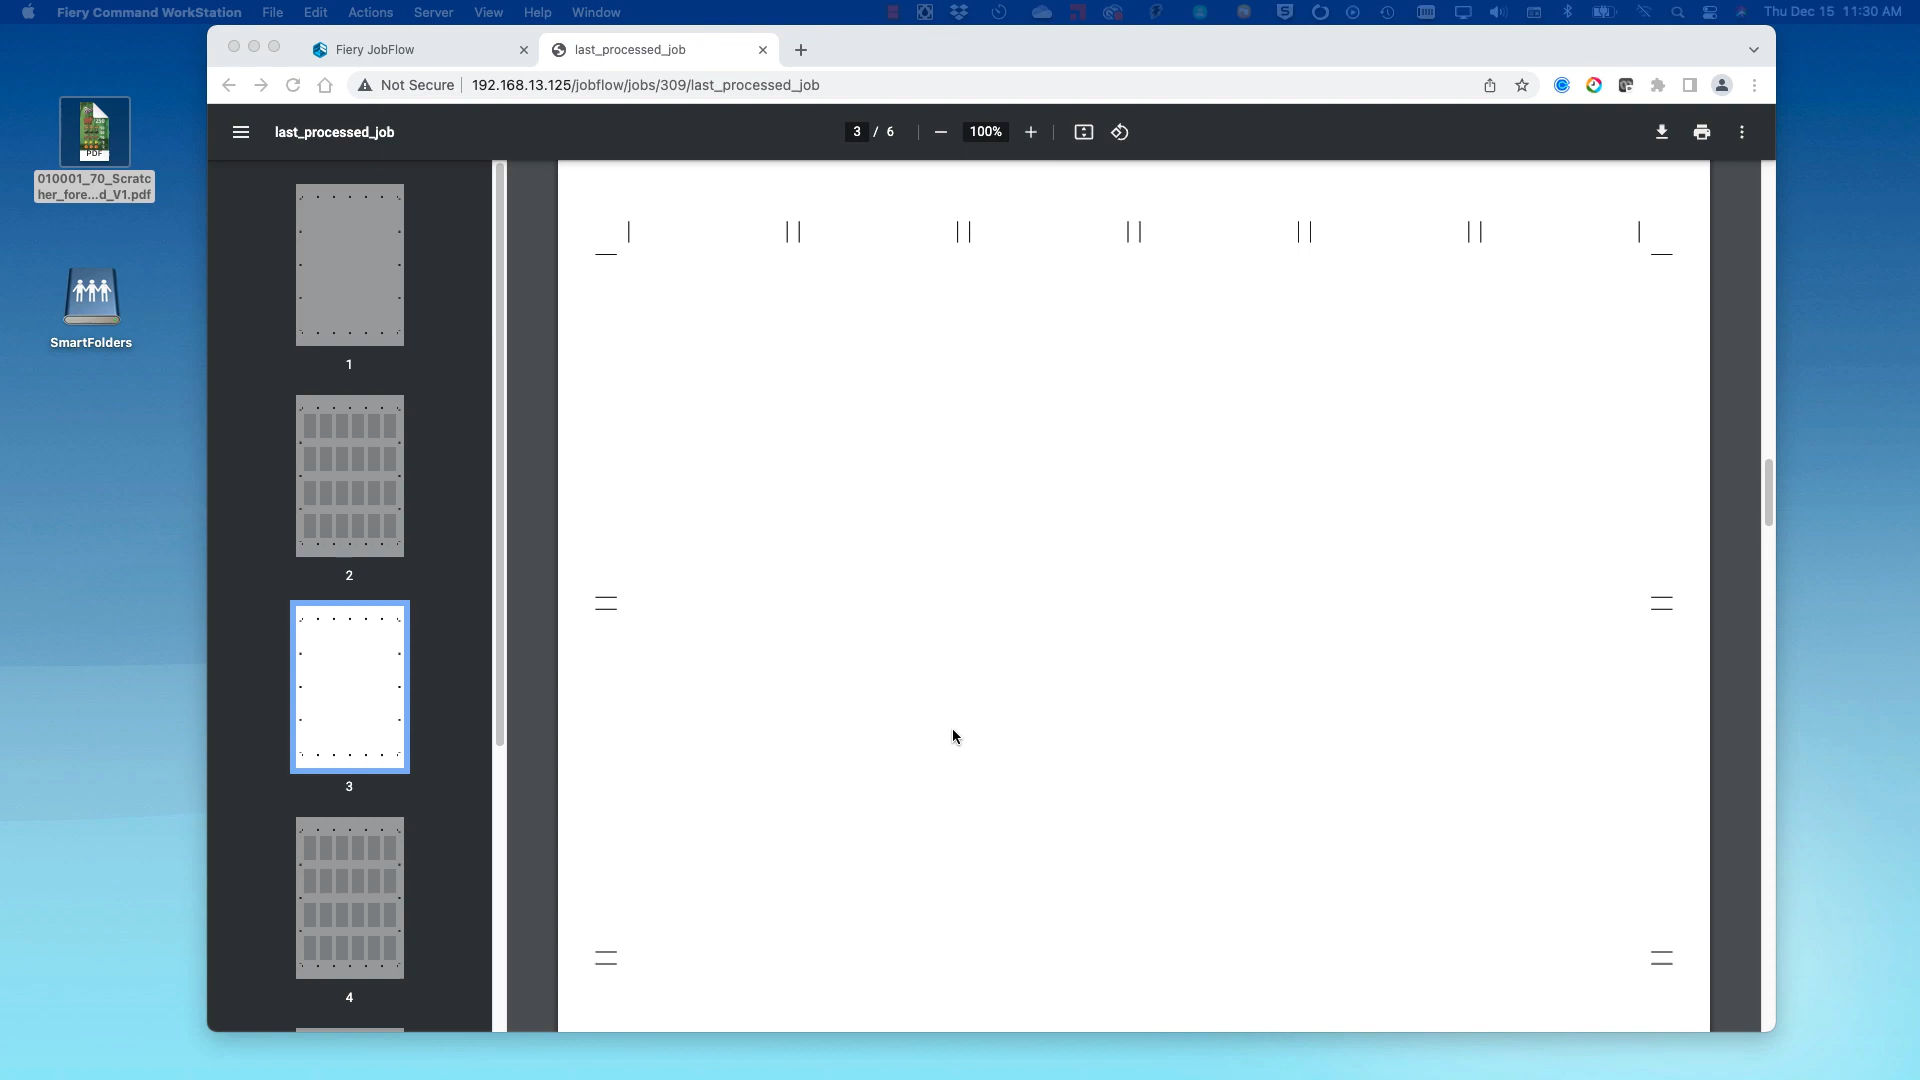 Fiery Command WorkStation File Edit Actions Server View Help Window Thu Dec 15 11:30 AM
Fiery JobFlow last_processed_job
Not Secure 192.168.13.125/jobflow/jobs/309/last_processed_job
last_processed_job 3 / 6 100%
PDF
010001_70_Scratc
her_fore...d_V1.pdf
SmartFolders
1
2
3
4